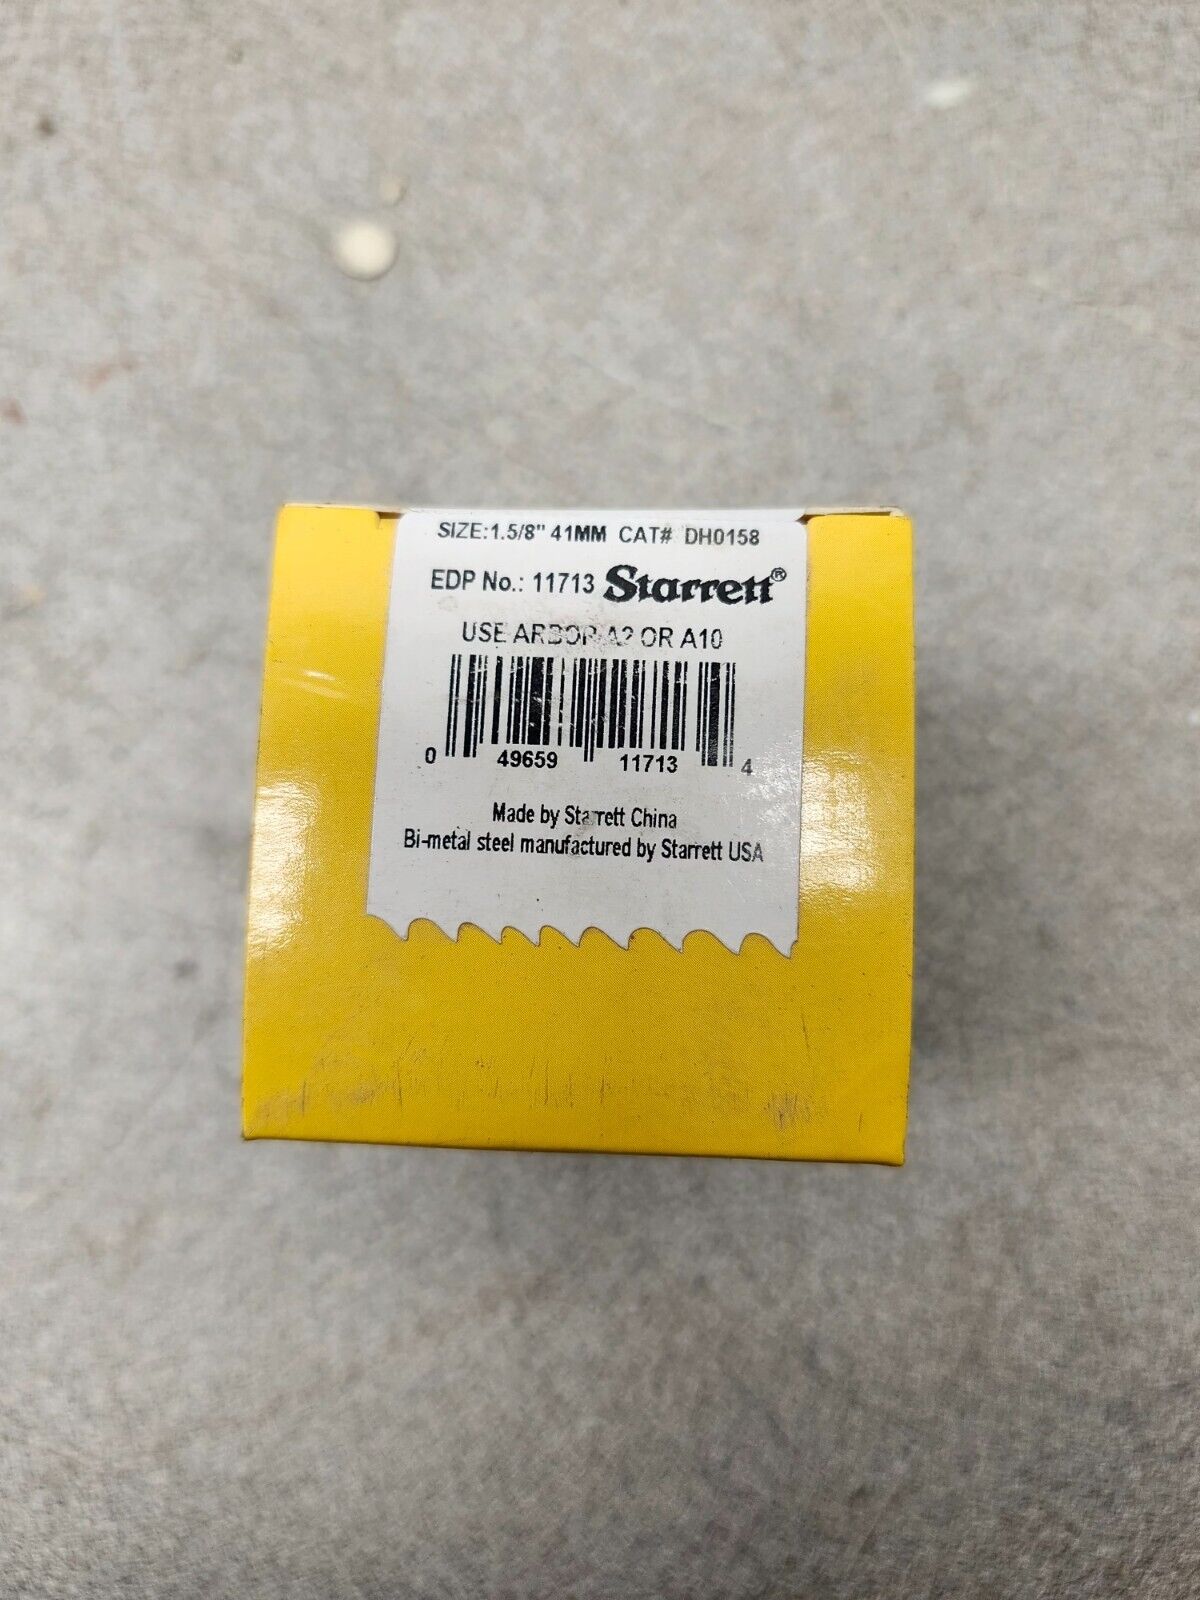 SIZE:1.5/8" 41MM CAT# DH0158
EDP No.: 11713 Starrett®
USE ARBOR A2 OR A10
0 49659 11713 4
Made by Starrett China
Bi-metal steel manufactured by Starrett USA